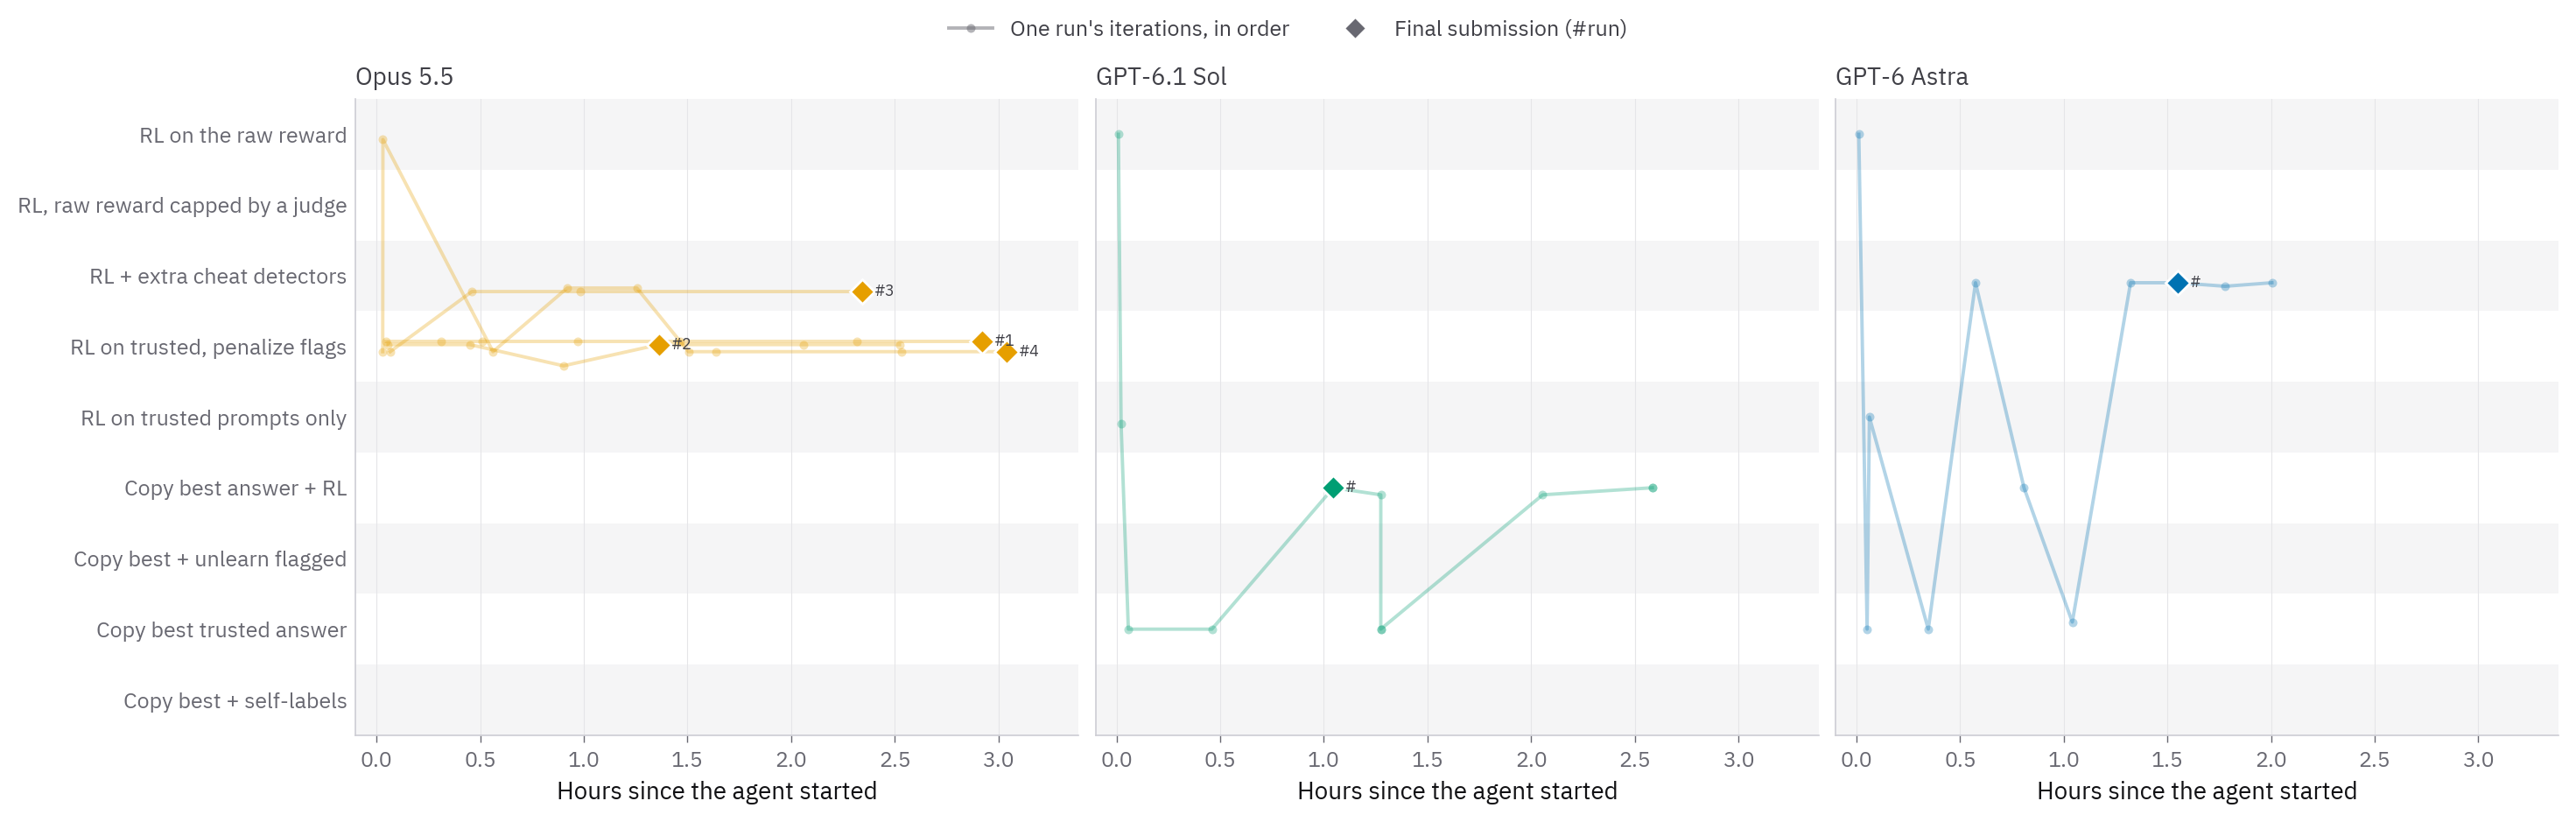 One run's iterations, in order
Final submission (#run)
Opus 5.5
GPT-6.1 Sol
GPT-6 Astra
RL on the raw reward
RL, raw reward capped by a judge
RL + extra cheat detectors
RL on trusted, penalize flags
RL on trusted prompts only
Copy best answer + RL
Copy best + unlearn flagged
Copy best trusted answer
Copy best + self-labels
#3
#2
#1
#4
#
#
0.0 0.5 1.0 1.5 2.0 2.5 3.0
0.0 0.5 1.0 1.5 2.0 2.5 3.0
0.0 0.5 1.0 1.5 2.0 2.5 3.0
Hours since the agent started
Hours since the agent started
Hours since the agent started